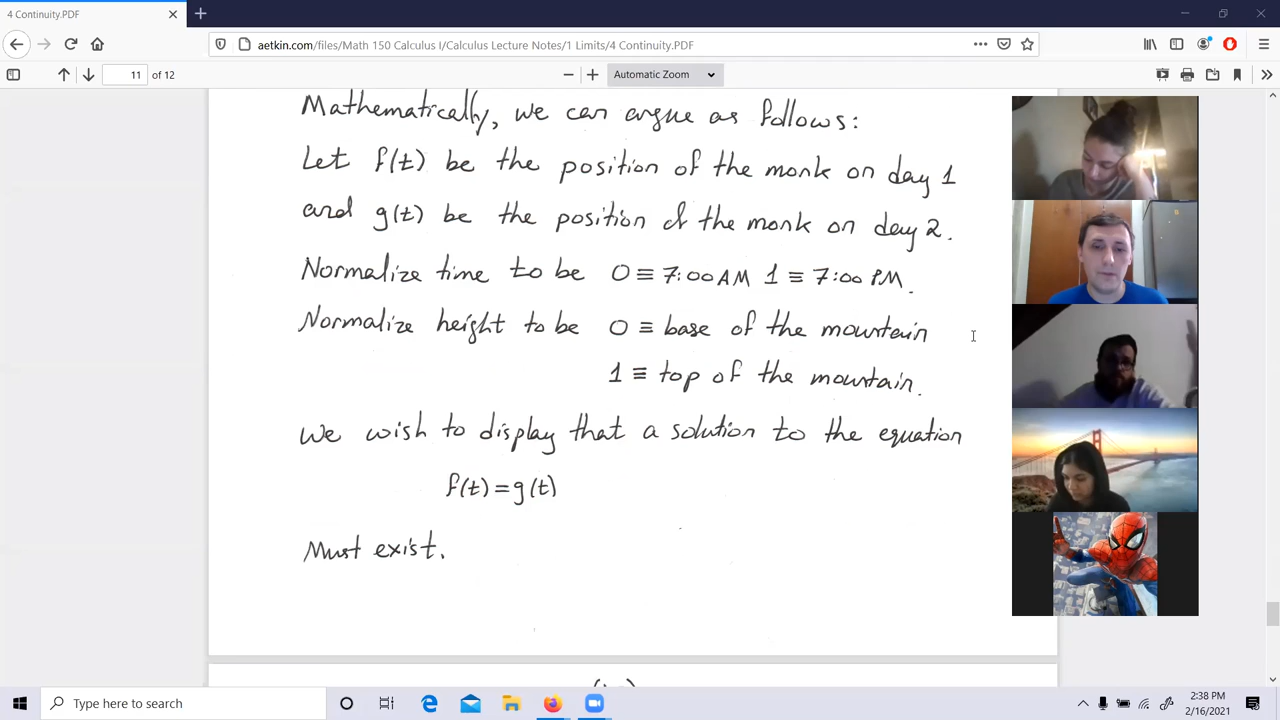 4 Continuity.PDF
aetkin.com/files/Math 150 Calculus I/Calculus Lecture Notes/1 Limits/4 Continuity.PDF
11 of 12
Automatic Zoom
Mathematically, we can argue as follows:
Let f(t) be the position of the monk on day 1
and g(t) be the position of the monk on day 2.
Normalize time to be 0 ≡ 7:00AM 1 ≡ 7:00 PM.
Normalize height to be 0 ≡ base of the mountain
1 ≡ top of the mountain.
We wish to display that a solution to the equation
f(t) = g(t)
Must exist.
Type here to search
2:38 PM
2/16/2021